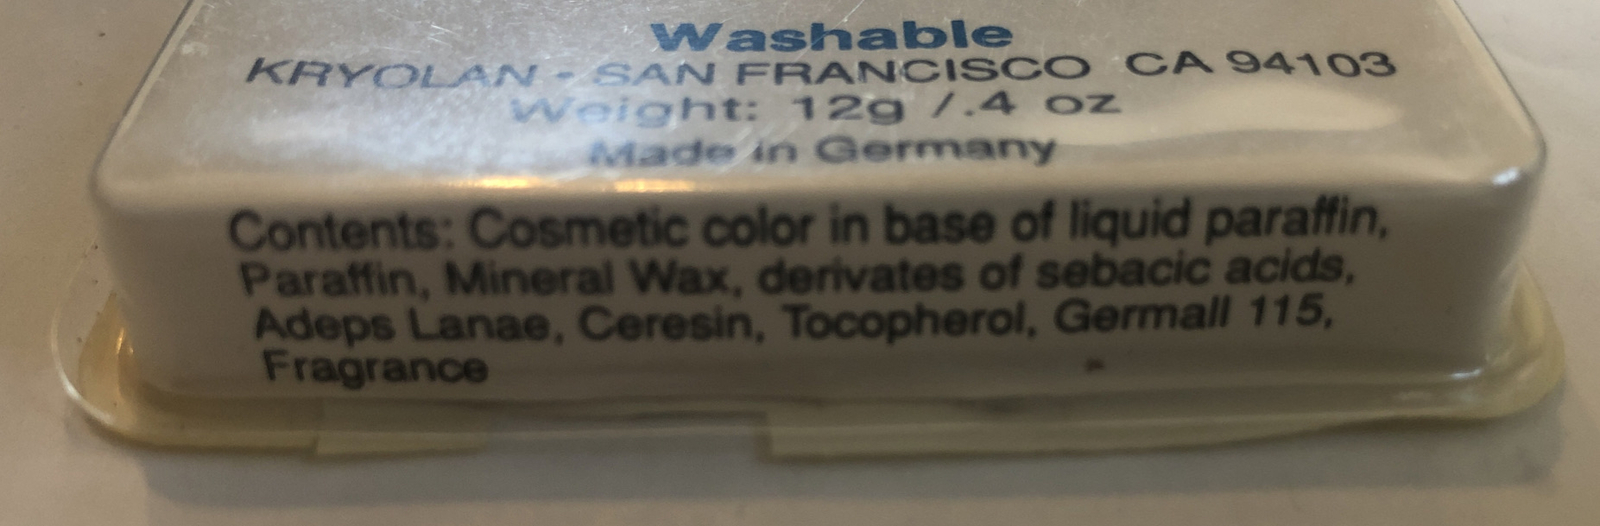 Washable
KRYOLAN - SAN FRANCISCO CA 94103
Weight: 12g /.4 oz
Made in Germany
Contents: Cosmetic color in base of liquid paraffin,
Paraffin, Mineral Wax, derivates of sebacic acids,
Adeps Lanae, Ceresin, Tocopherol, Germall 115,
Fragrance